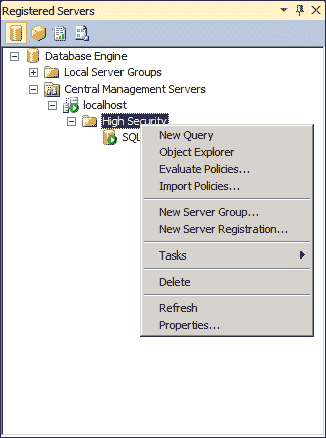 Registered Servers
Database Engine
Local Server Groups
Central Management Servers
localhost
High Security
SQL
New Query
Object Explorer
Evaluate Policies...
Import Policies...
New Server Group...
New Server Registration...
Tasks
Delete
Refresh
Properties...